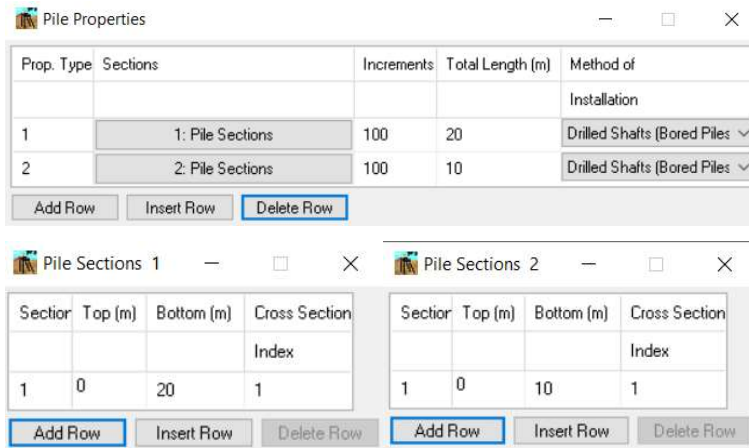 Pile Properties
Prop. Type Sections Increments Total Length (m) Method of
Installation
1 1: Pile Sections 100 20 Drilled Shafts (Bored Piles
2 2: Pile Sections 100 10 Drilled Shafts (Bored Piles
Add Row Insert Row Delete Row
Pile Sections 1
Section Top (m) Bottom (m) Cross Section
Index
1 0 20 1
Add Row Insert Row Delete Row
Pile Sections 2
Section Top (m) Bottom (m) Cross Section
Index
1 0 10 1
Add Row Insert Row Delete Row